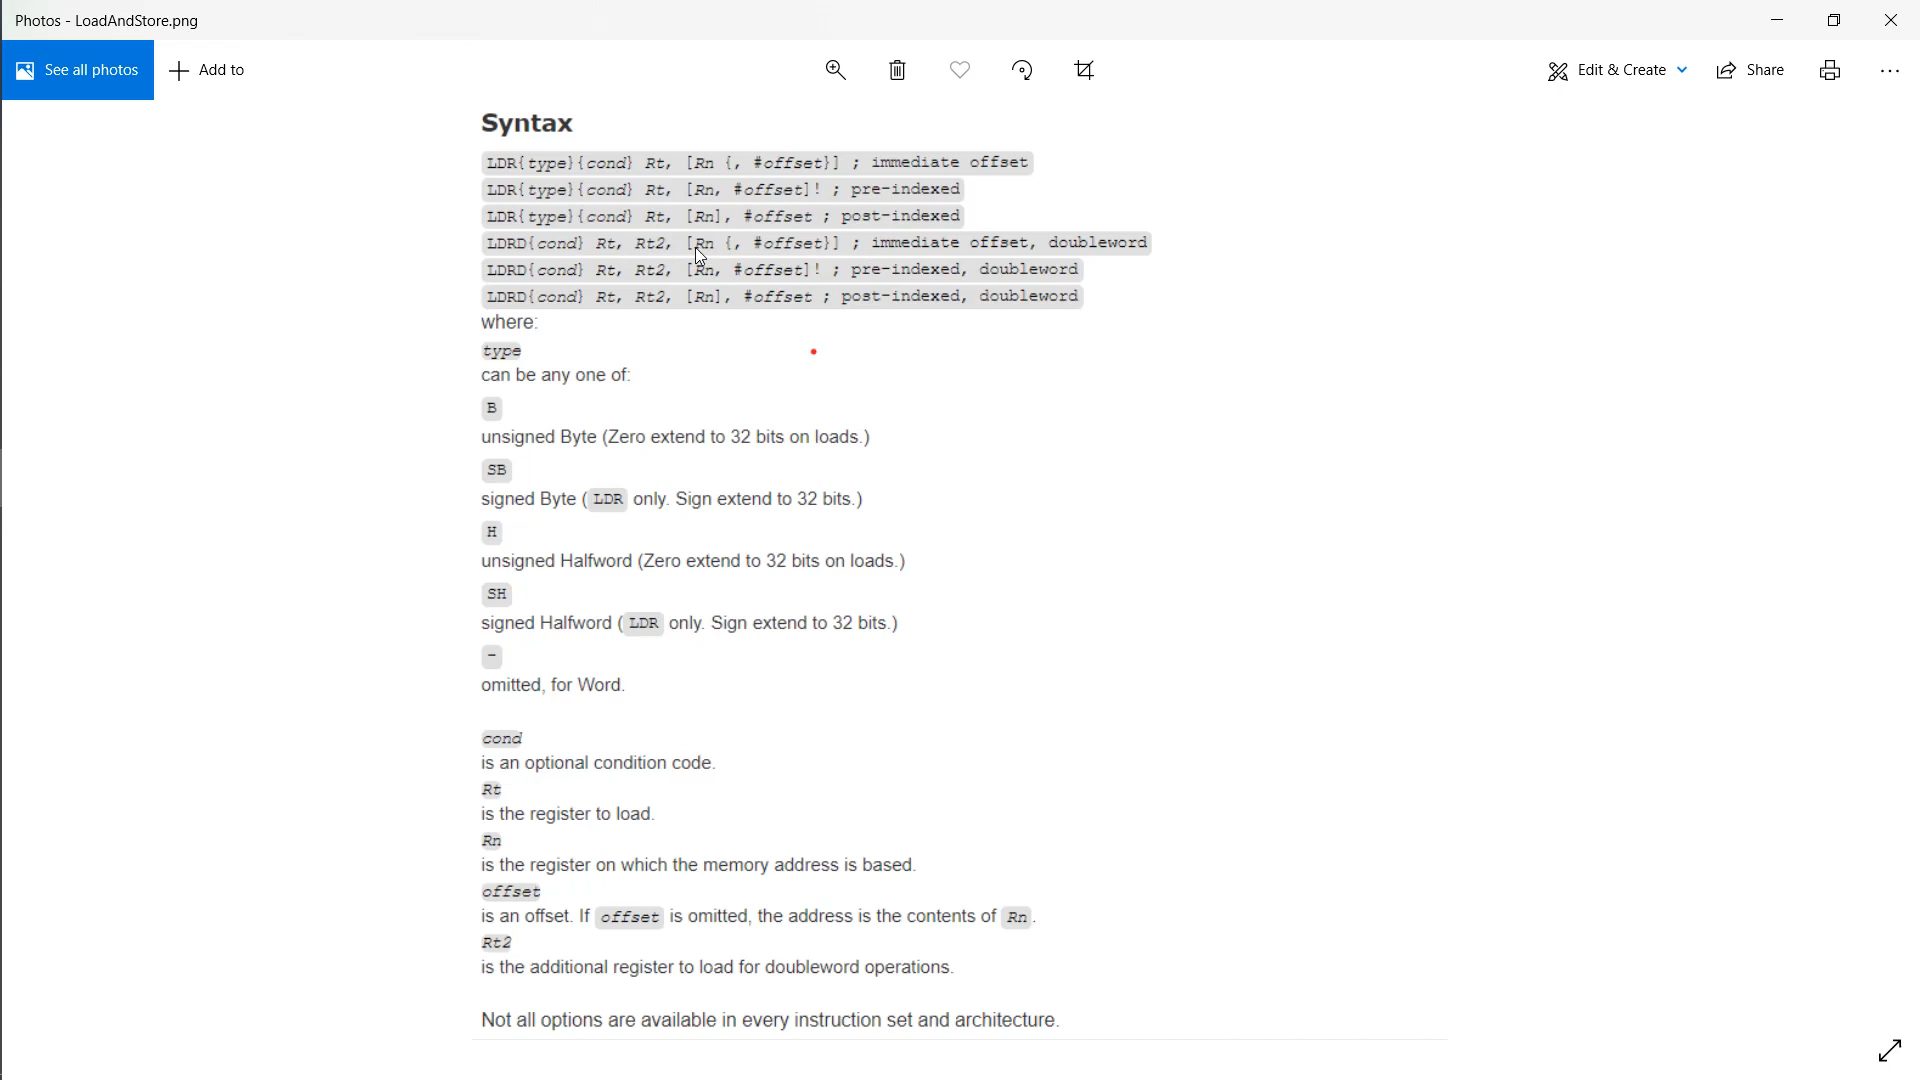 Photos - LoadAndStore.png
See all photos
Add to
Edit & Create
Share
Syntax
LDR{type}{cond} Rt, [Rn {, #offset}] ; immediate offset
LDR{type}{cond} Rt, [Rn, #offset]! ; pre-indexed
LDR{type}{cond} Rt, [Rn], #offset ; post-indexed
LDRD{cond} Rt, Rt2, [Rn {, #offset}] ; immediate offset, doubleword
LDRD{cond} Rt, Rt2, [Rn, #offset]! ; pre-indexed, doubleword
LDRD{cond} Rt, Rt2, [Rn], #offset ; post-indexed, doubleword
where:
type
can be any one of:
B
unsigned Byte (Zero extend to 32 bits on loads.)
SB
signed Byte ( LDR only. Sign extend to 32 bits.)
H
unsigned Halfword (Zero extend to 32 bits on loads.)
SH
signed Halfword ( LDR only. Sign extend to 32 bits.)
-
omitted, for Word.
cond
is an optional condition code.
Rt
is the register to load.
Rn
is the register on which the memory address is based.
offset
is an offset. If offset is omitted, the address is the contents of Rn .
Rt2
is the additional register to load for doubleword operations.
Not all options are available in every instruction set and architecture.